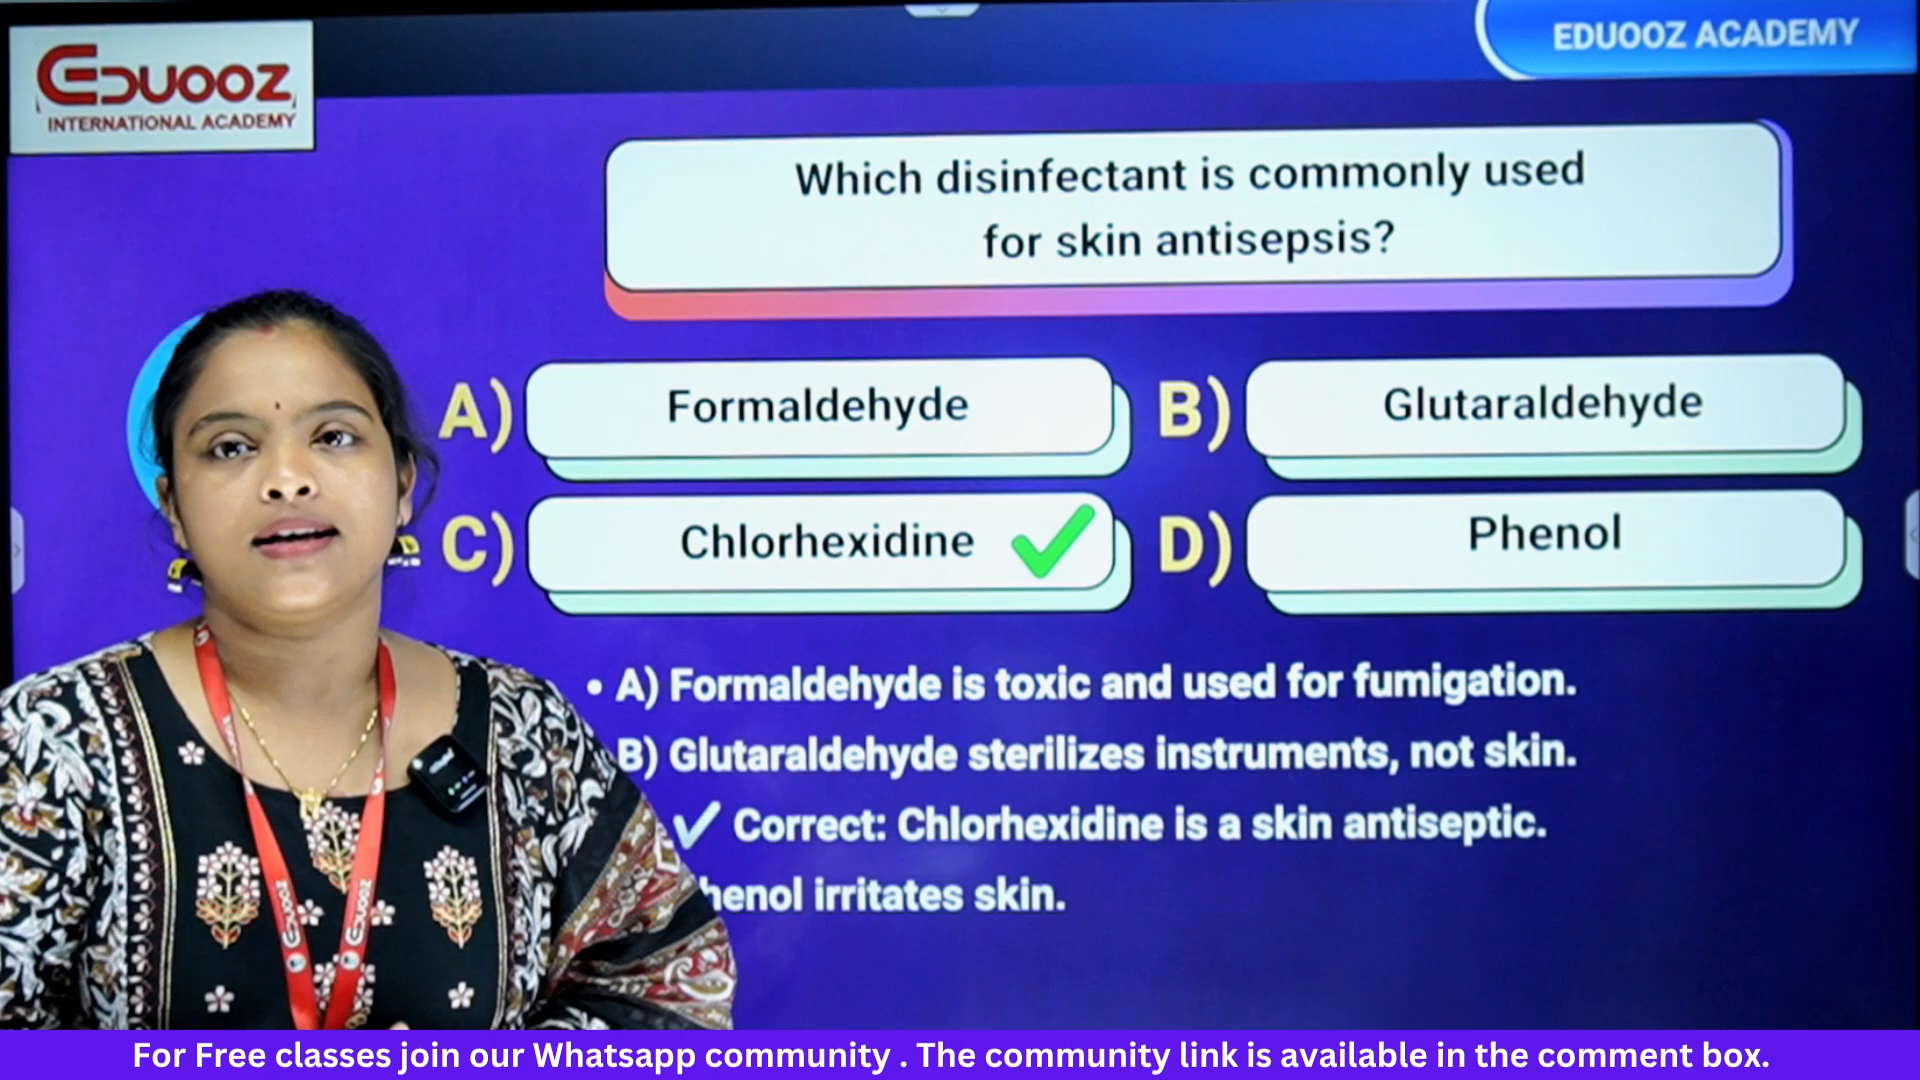 EDUOOZ
INTERNATIONAL ACADEMY
EDUOOZ ACADEMY
Which disinfectant is commonly used
for skin antisepsis?
A) Formaldehyde
B) Glutaraldehyde
C) Chlorhexidine
D) Phenol
• A) Formaldehyde is toxic and used for fumigation.
B) Glutaraldehyde sterilizes instruments, not skin.
✔ Correct: Chlorhexidine is a skin antiseptic.
henol irritates skin.
EDUOOZ
EDUOOZ
For Free classes join our Whatsapp community . The community link is available in the comment box.